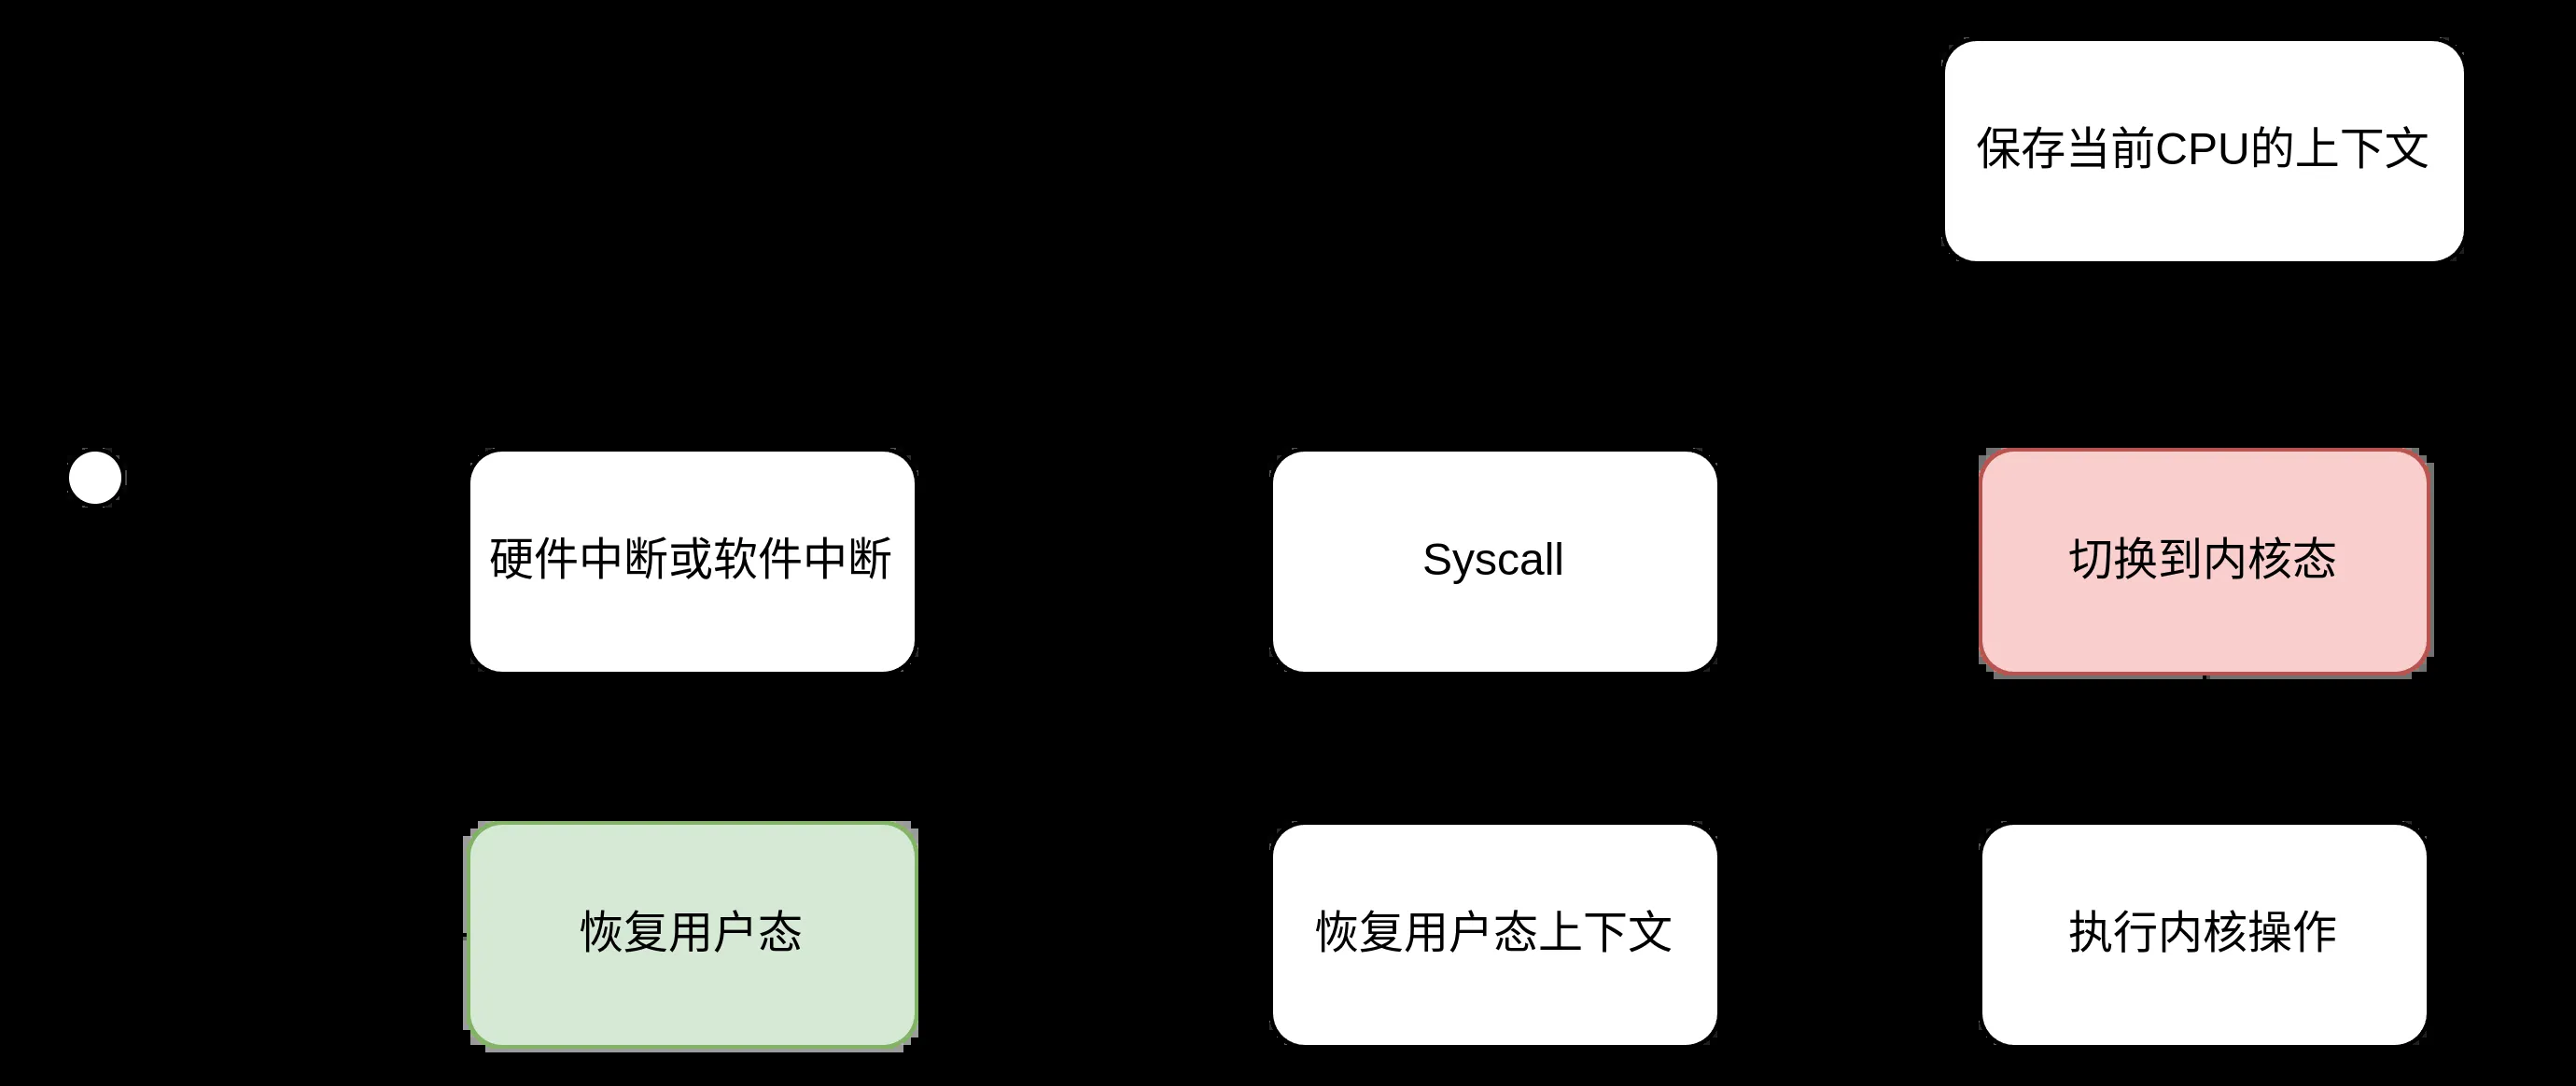 保存当前CPU的上下文
硬件中断或软件中断
Syscall
切换到内核态
恢复用户态
恢复用户态上下文
执行内核操作